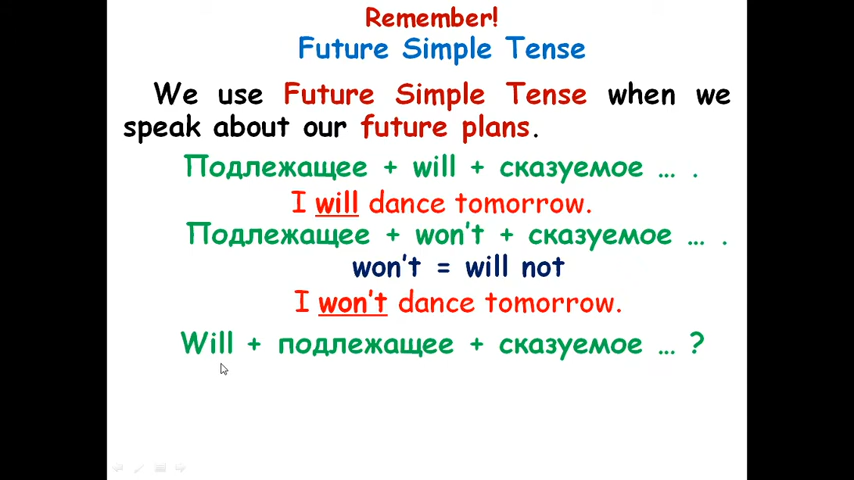 Remember!
Future Simple Tense
We use Future Simple Tense when we
speak about our future plans.
Подлежащее + will + сказуемое ... .
I will dance tomorrow.
Подлежащее + won't + сказуемое ... .
won't = will not
I won't dance tomorrow.
Will + подлежащее + сказуемое ... ?